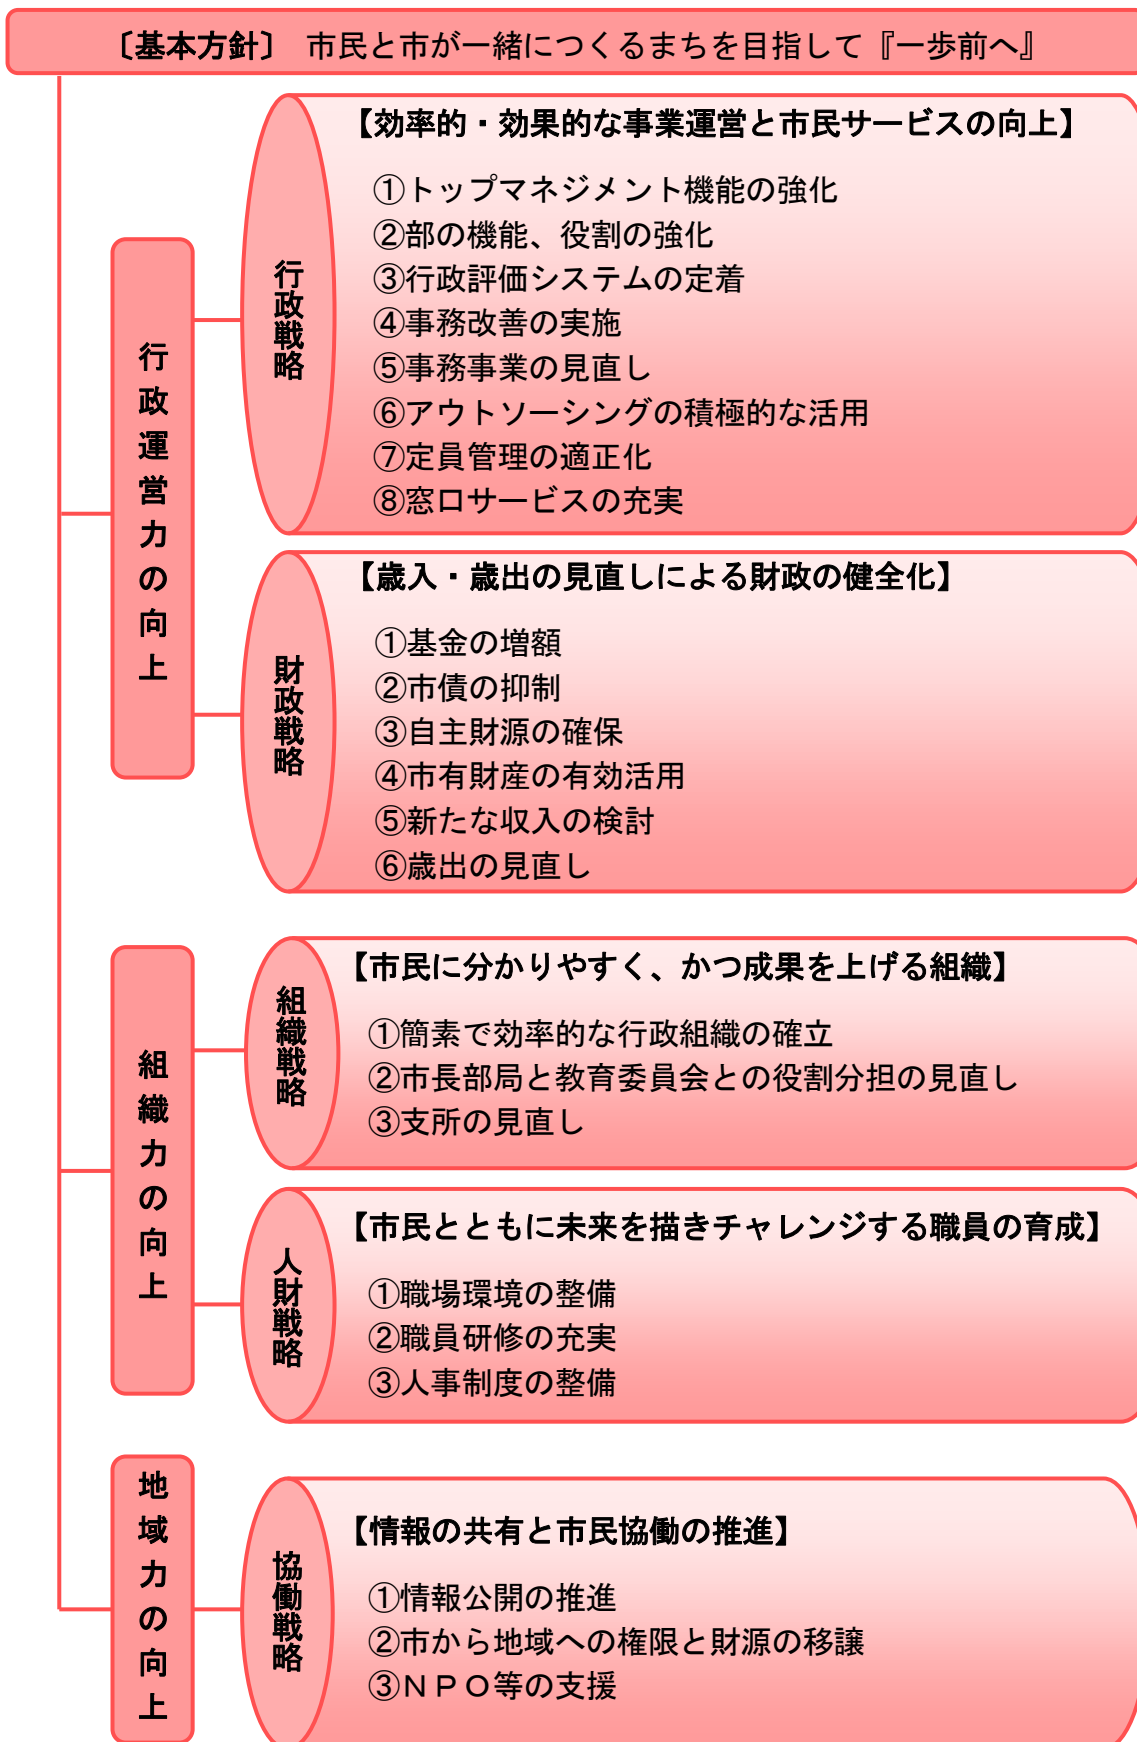 〔基本方針〕 市民と市が一緒につくるまちを目指して『一歩前へ』
行政運営力の向上
行政戦略
【効率的・効果的な事業運営と市民サービスの向上】
①トップマネジメント機能の強化
②部の機能、役割の強化
③行政評価システムの定着
④事務改善の実施
⑤事務事業の見直し
⑥アウトソーシングの積極的な活用
⑦定員管理の適正化
⑧窓口サービスの充実
財政戦略
【歳入・歳出の見直しによる財政の健全化】
①基金の増額
②市債の抑制
③自主財源の確保
④市有財産の有効活用
⑤新たな収入の検討
⑥歳出の見直し
組織力の向上
組織戦略
【市民に分かりやすく、かつ成果を上げる組織】
①簡素で効率的な行政組織の確立
②市長部局と教育委員会との役割分担の見直し
③支所の見直し
人財戦略
【市民とともに未来を描きチャレンジする職員の育成】
①職場環境の整備
②職員研修の充実
③人事制度の整備
地域力の向上
協働戦略
【情報の共有と市民協働の推進】
①情報公開の推進
②市から地域への権限と財源の移譲
③ＮＰＯ等の支援